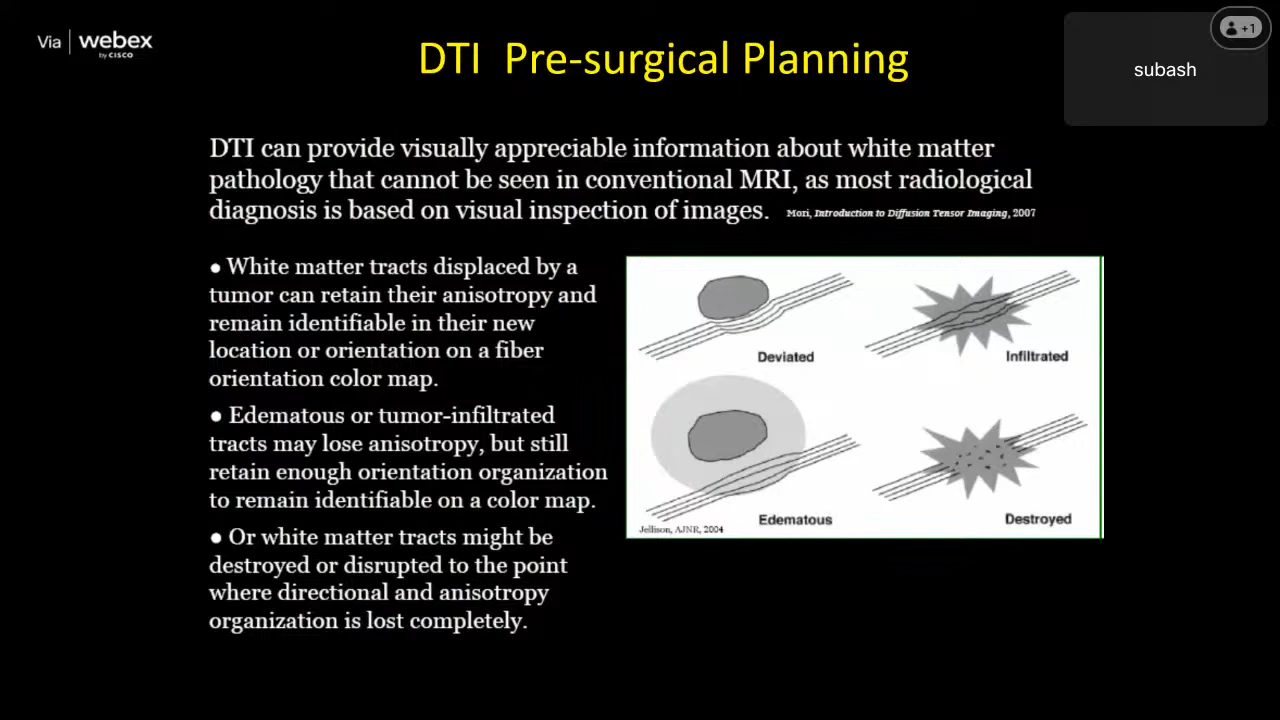 Via webex
by CISCO
DTI Pre-surgical Planning
+1
subash
DTI can provide visually appreciable information about white matter
pathology that cannot be seen in conventional MRI, as most radiological
diagnosis is based on visual inspection of images. Mori, Introduction to Diffusion Tensor Imaging, 2007
● White matter tracts displaced by a
tumor can retain their anisotropy and
remain identifiable in their new
location or orientation on a fiber
orientation color map.
● Edematous or tumor-infiltrated
tracts may lose anisotropy, but still
retain enough orientation organization
to remain identifiable on a color map.
● Or white matter tracts might be
destroyed or disrupted to the point
where directional and anisotropy
organization is lost completely.
Deviated
Infiltrated
Edematous
Destroyed
Jellison, AJNR, 2004